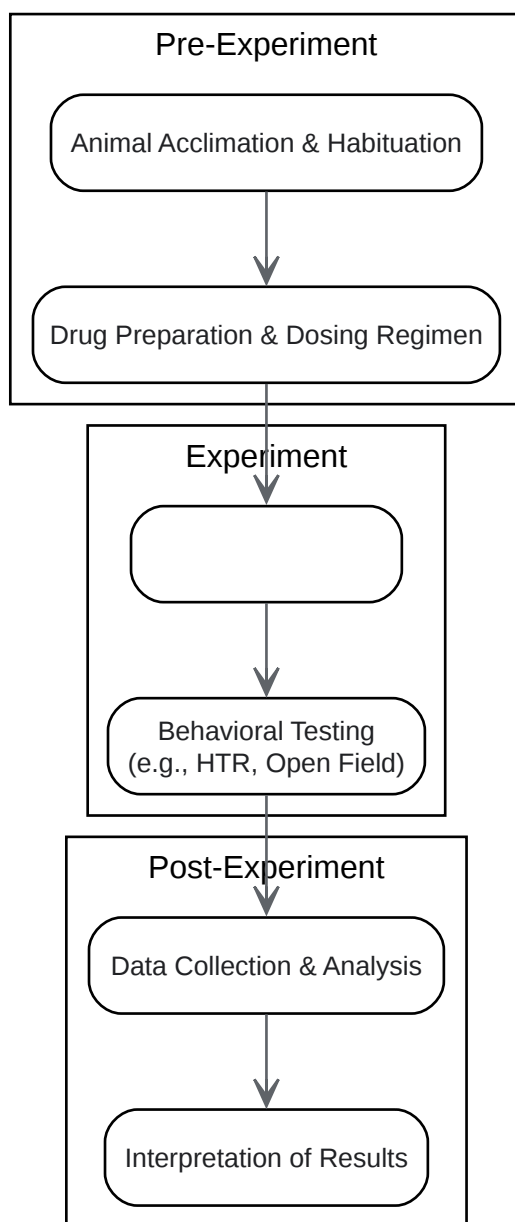 Pre-Experiment
Animal Acclimation & Habituation
Drug Preparation & Dosing Regimen
Experiment
Behavioral Testing
(e.g., HTR, Open Field)
Post-Experiment
Data Collection & Analysis
Interpretation of Results